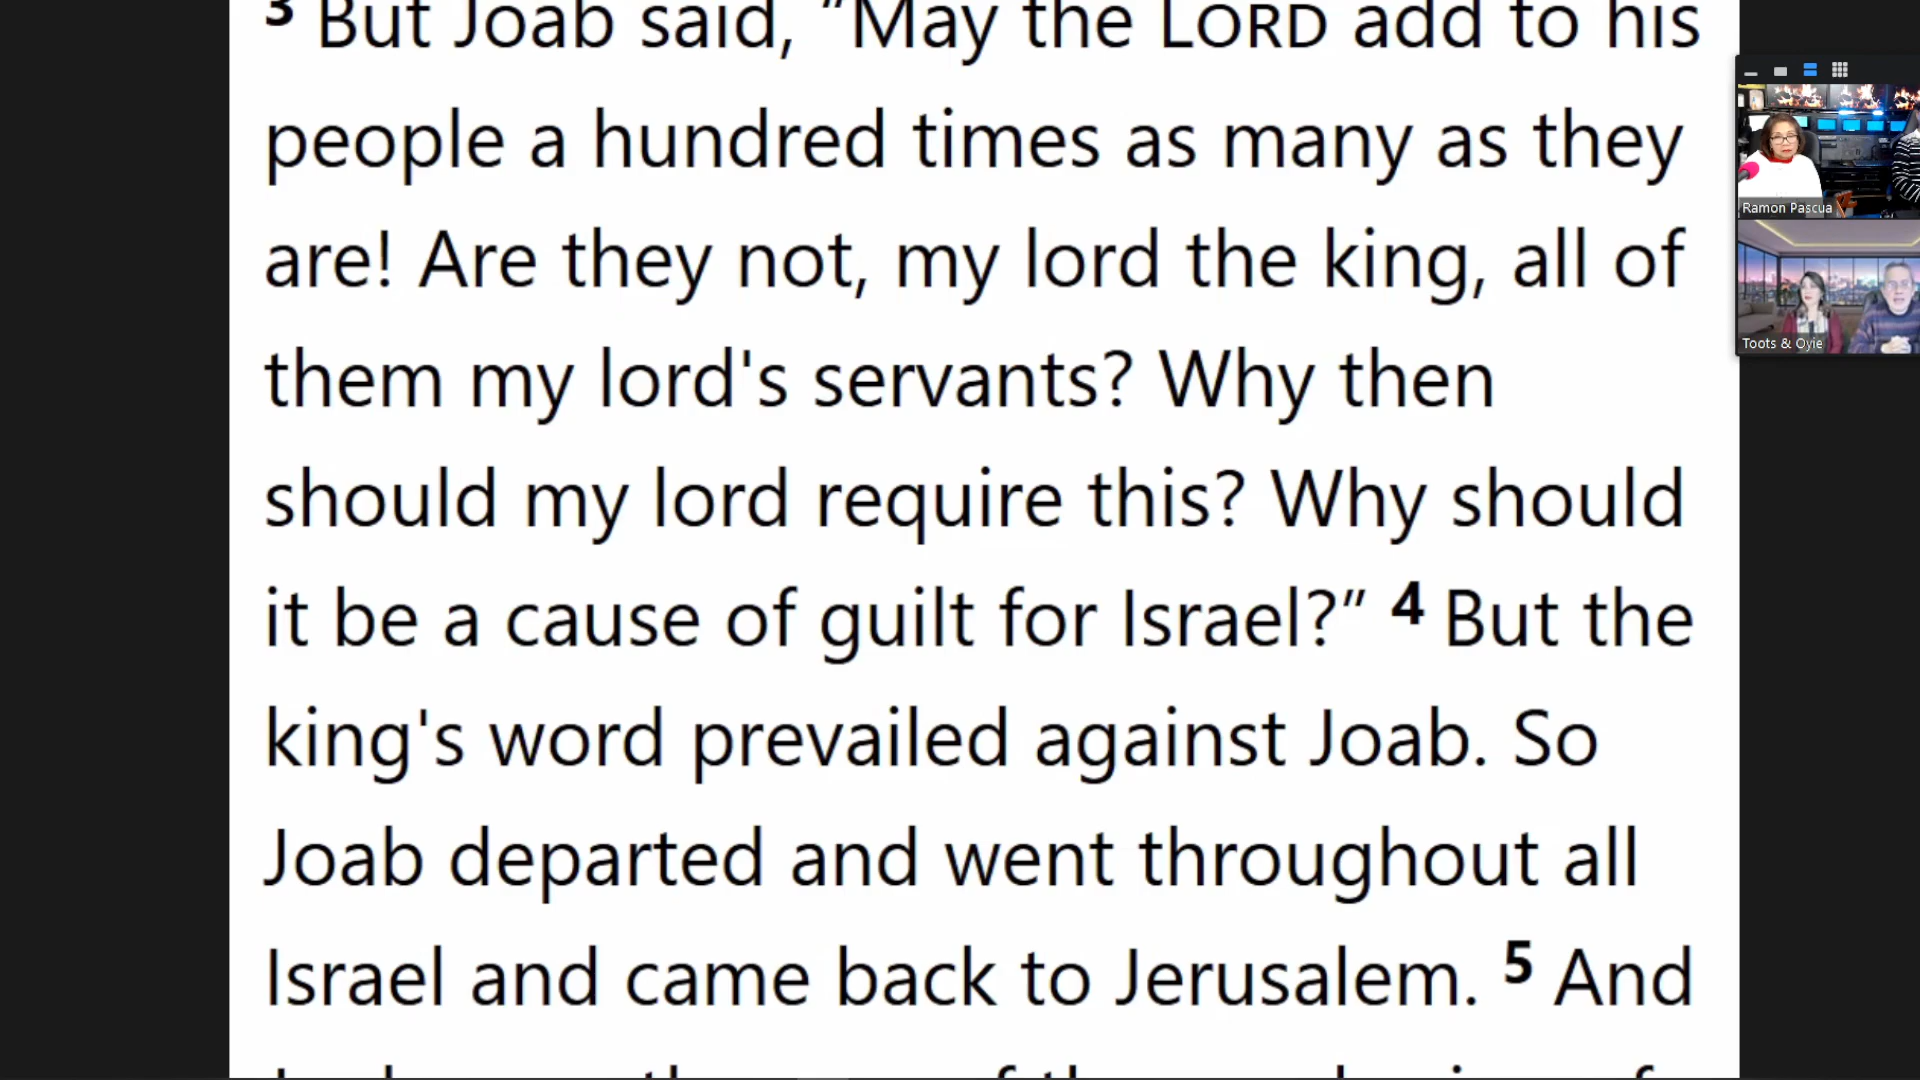 3 But Joab said, “May the LORD add to his
people a hundred times as many as they
are! Are they not, my lord the king, all of
them my lord's servants? Why then
should my lord require this? Why should
it be a cause of guilt for Israel?” 4 But the
king's word prevailed against Joab. So
Joab departed and went throughout all
Israel and came back to Jerusalem. 5 And
Ramon Pascua
Toots & Oyie